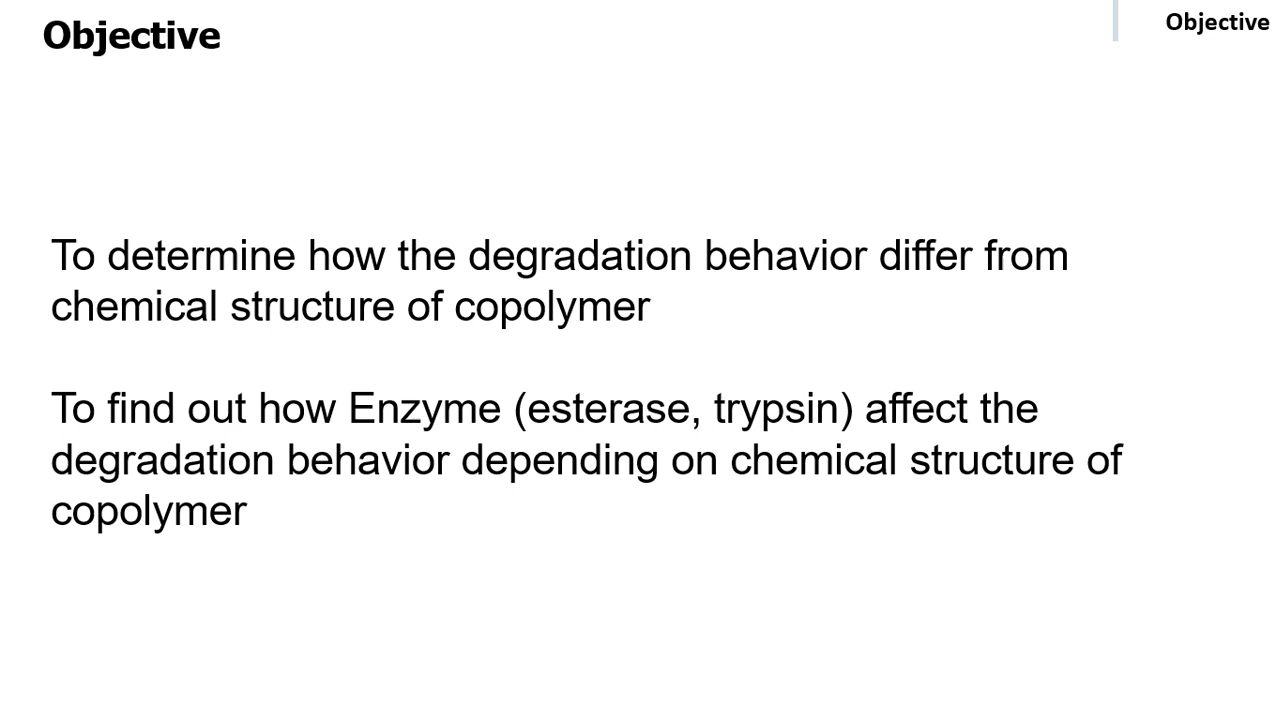 Objective
Objective
To determine how the degradation behavior differ from
chemical structure of copolymer
To find out how Enzyme (esterase, trypsin) affect the
degradation behavior depending on chemical structure of
copolymer